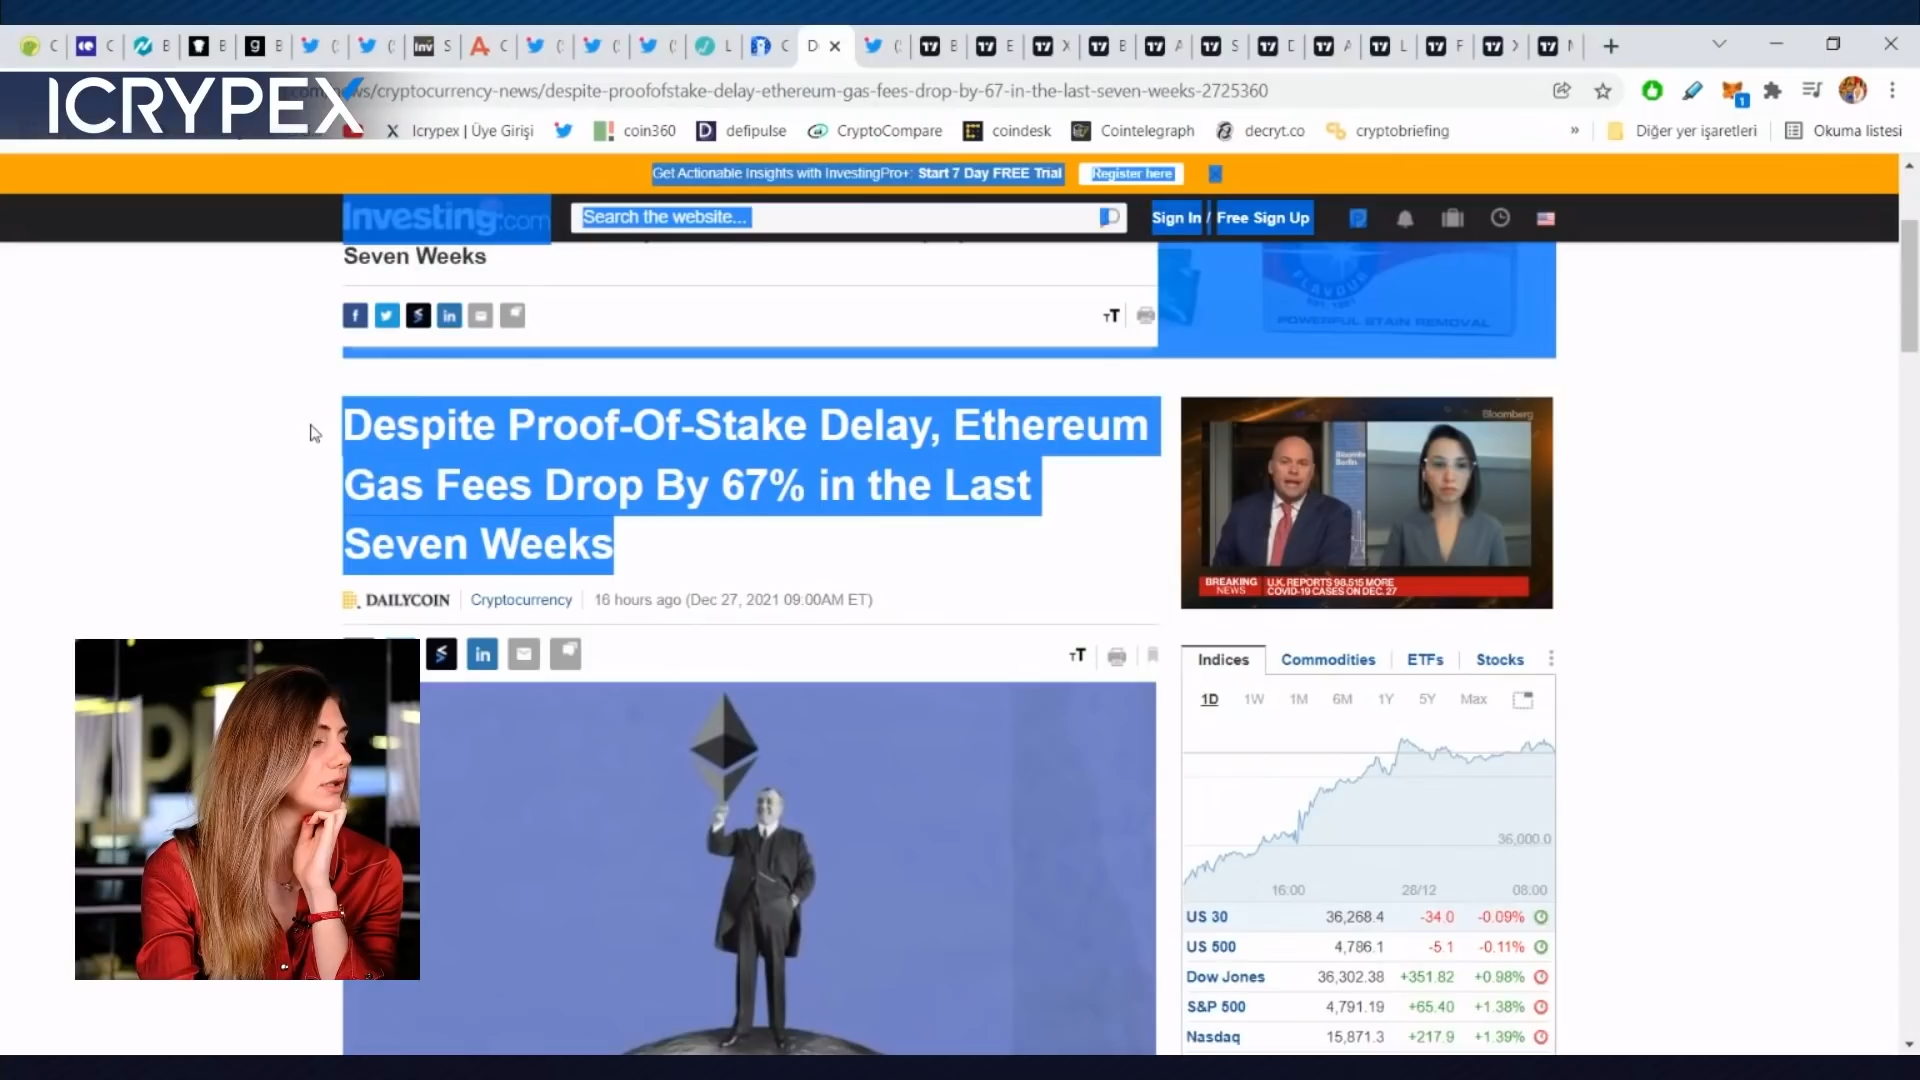 C
C
B
B
B
C
C
S
C
C
C
C
L
C
D
C
B
E
X
B
A
S
D
A
L
F
X
ICRYPEX
ws/cryptocurrency-news/despite-proofofstake-delay-ethereum-gas-fees-drop-by-67-in-the-last-seven-weeks-2725360
1
X Icrypex | Üye Girişi
coin360
defipulse
CryptoCompare
coindesk
Cointelegraph
decryt.co
cryptobriefing
»
Diğer yer işaretleri
Okuma listesi
Get Actionable Insights with InvestingPro+: Start 7 Day FREE Trial
Register here
Investing.com
Search the website...
Sign In / Free Sign Up
Seven Weeks
FLAVOUR
POWERFUL STAIN REMOVAL
Despite Proof-Of-Stake Delay, Ethereum
Gas Fees Drop By 67% in the Last
Seven Weeks
Bloomberg
BREAKING NEWS
U.K. REPORTS 98,515 MORE
COVID-19 CASES ON DEC. 27
DAILYCOIN
Cryptocurrency
16 hours ago (Dec 27, 2021 09:00AM ET)
Indices Commodities ETFs Stocks
1D 1W 1M 6M 1Y 5Y Max
36,000.0
16:00 28/12 08:00
US 30 36,268.4 -34.0 -0.09%
US 500 4,786.1 -5.1 -0.11%
Dow Jones 36,302.38 +351.82 +0.98%
S&P 500 4,791.19 +65.40 +1.38%
Nasdaq 15,871.3 +217.9 +1.39%